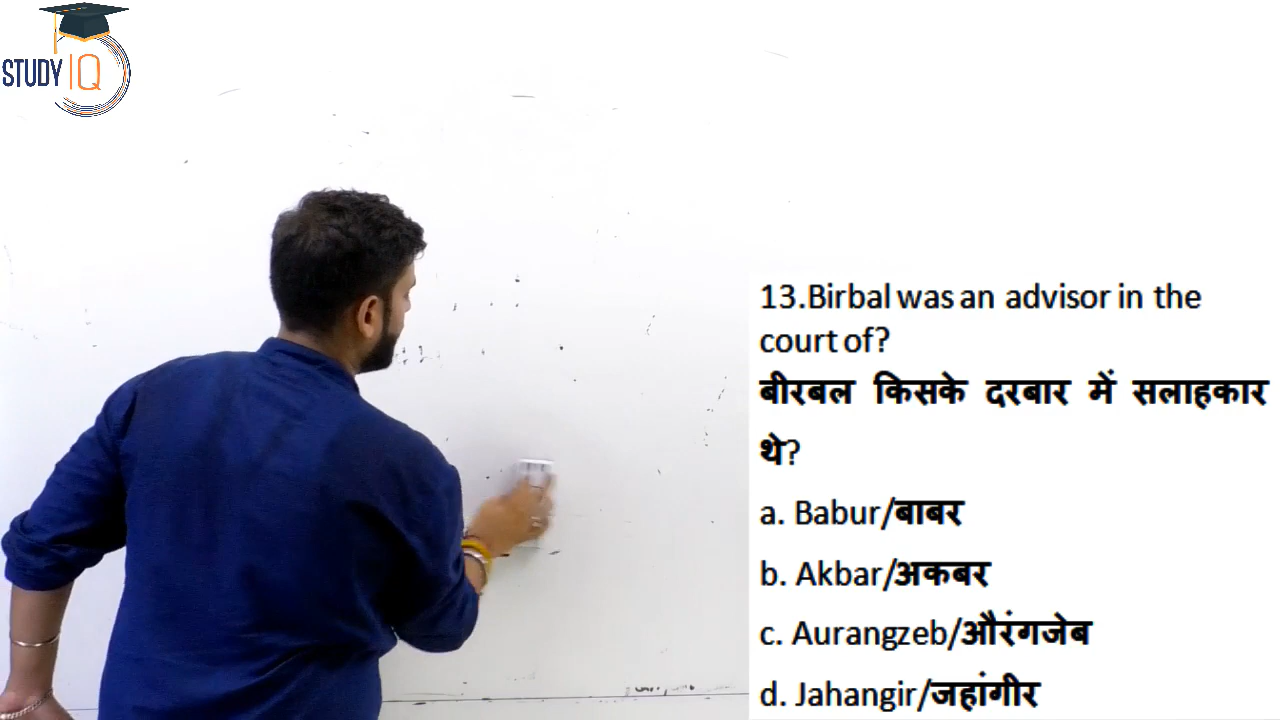 STUDY IQ
13.Birbal was an advisor in the
court of?
बीरबल किसके दरबार में सलाहकार
थे?
a. Babur/बाबर
b. Akbar/अकबर
c. Aurangzeb/औरंगजेब
d. Jahangir/जहांगीर